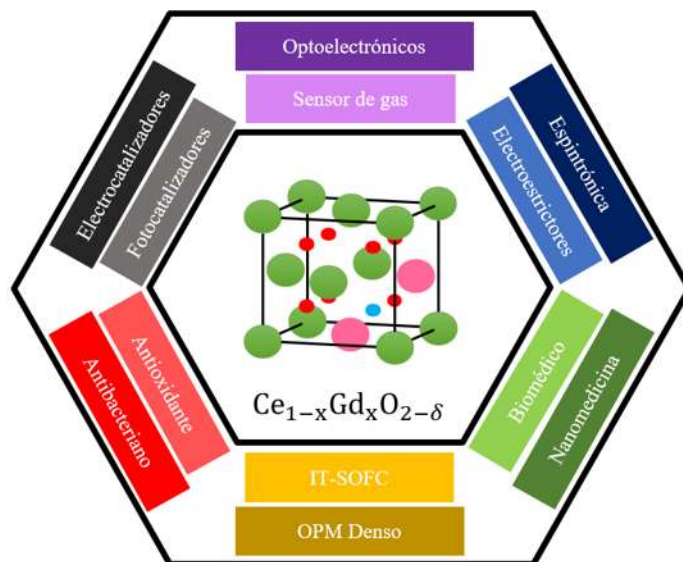 Optoelectrónicos
Sensor de gas
Electrocatalizadores
Fotocatalizadores
Electroestrictores
Espintrónica
Ce₁₋ₓGdₓO₂₋δ
Antibacteriano
Antioxidante
Biomédico
Nanomedicina
IT-SOFC
OPM Denso